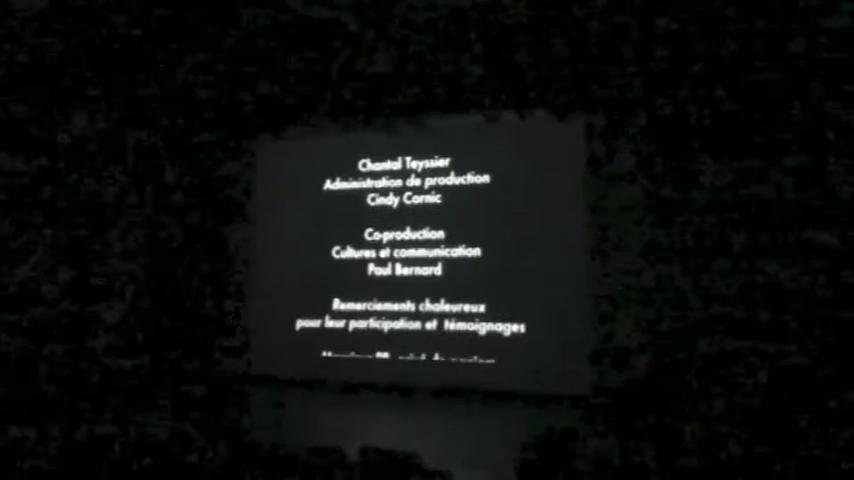 Chantal Teyssier
Administration de production
Cindy Cornic
Co-production
Cultures et communication
Paul Bernard
Remerciements chaleureux
pour leur participation et témoignages